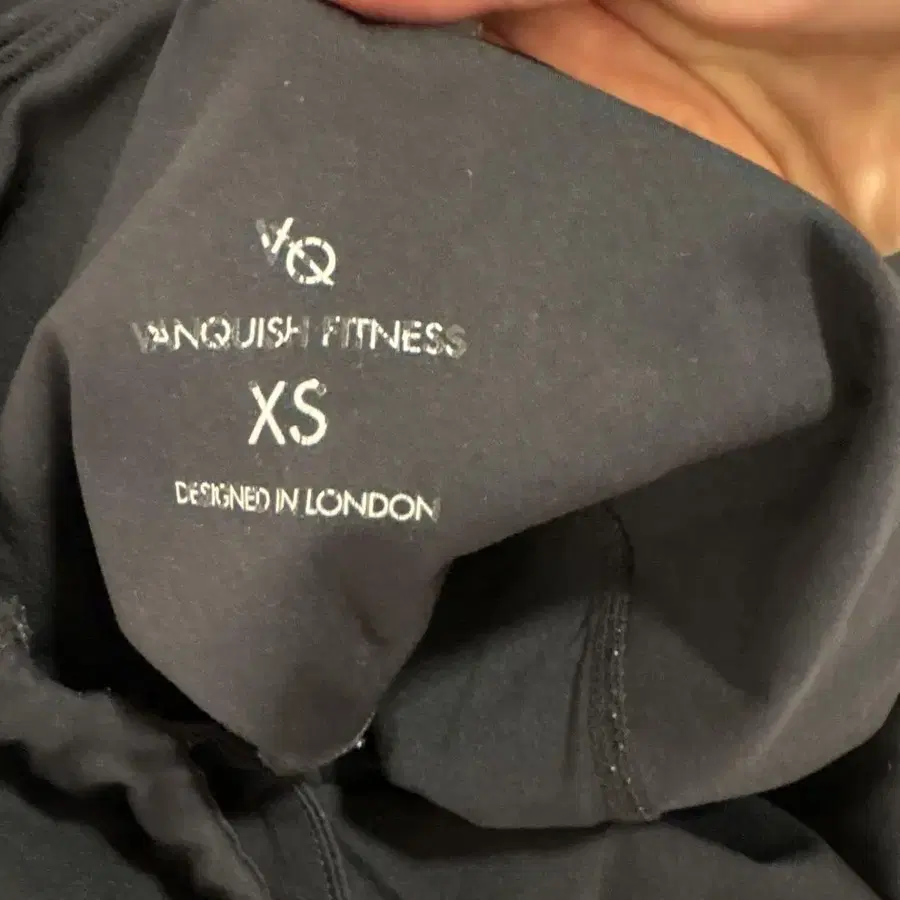 VQ
VANQUISH FITNESS
XS
DESIGNED IN LONDON